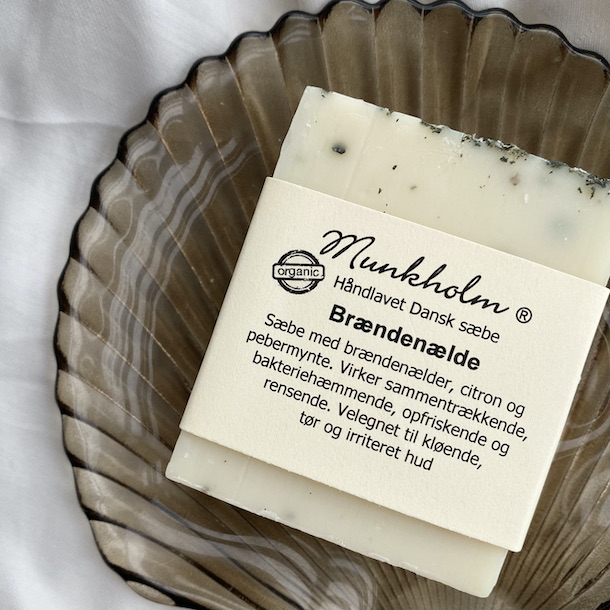 Munkholm ®
organic
Håndlavet Dansk sæbe
Brændenælde
Sæbe med brændenælder, citron og
pebermynte. Virker sammentrækkende,
bakteriehæmmende, opfriskende og
rensende. Velegnet til kløende,
tør og irriteret hud